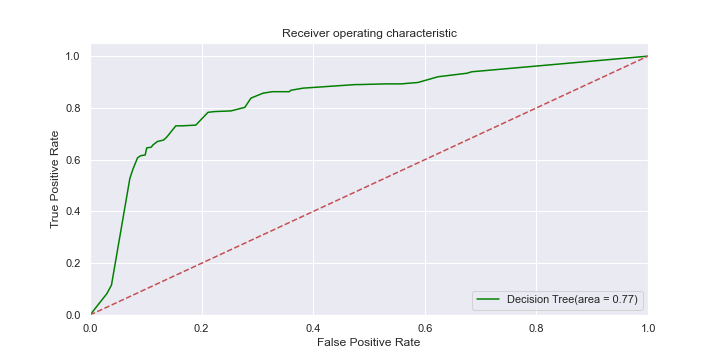 Receiver operating characteristic
True Positive Rate
1.0
0.8
0.6
0.4
0.2
0.0
0.0 0.2 0.4 0.6 0.8 1.0
False Positive Rate
Decision Tree(area = 0.77)